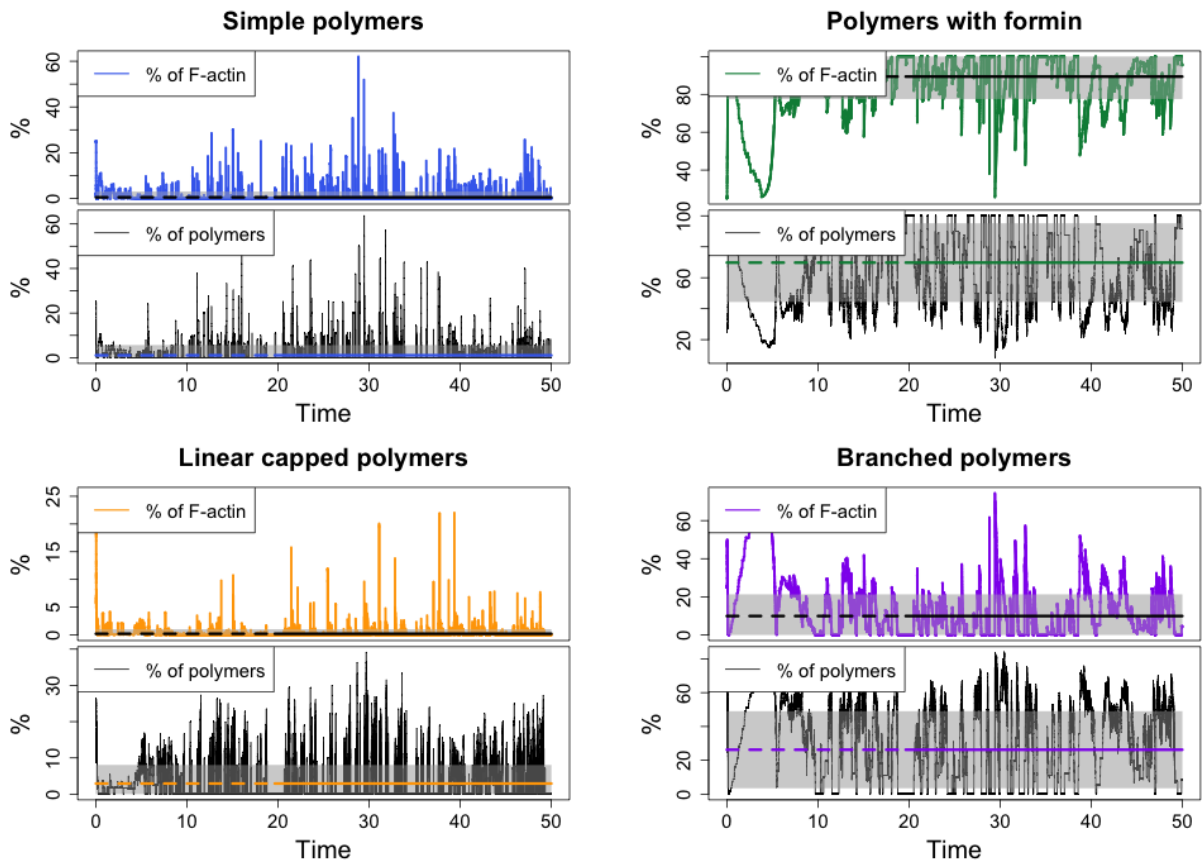 Simple polymers
% of F-actin
%
0 20 40 60
% of polymers
%
0 20 40 60
0 10 20 30 40 50
Time
Polymers with formin
% of F-actin
%
40 60 80
% of polymers
%
20 60 100
0 10 20 30 40 50
Time
Linear capped polymers
% of F-actin
%
0 5 15 25
% of polymers
%
0 10 30
0 10 20 30 40 50
Time
Branched polymers
% of F-actin
%
0 20 40 60
% of polymers
%
0 20 60
0 10 20 30 40 50
Time